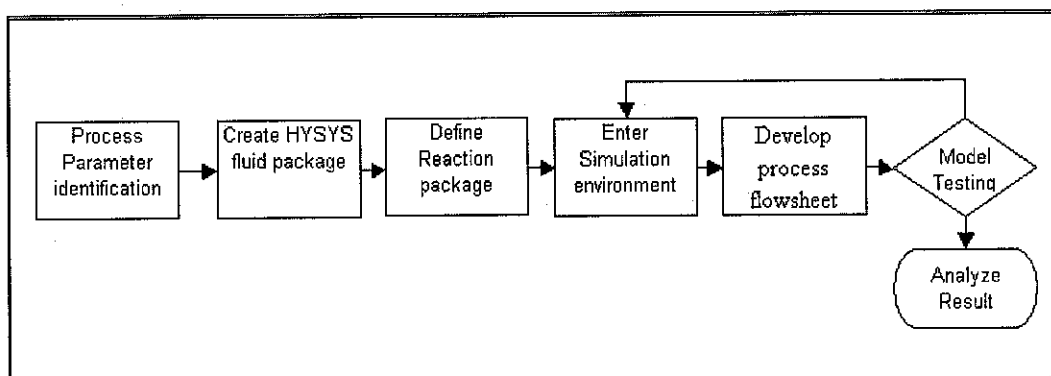 Process
Parameter
identification
Create HYSYS
fluid package
Define
Reaction
package
Enter
Simulation
environment
Develop
process
flowsheet
Model
Testing
Analyze
Result